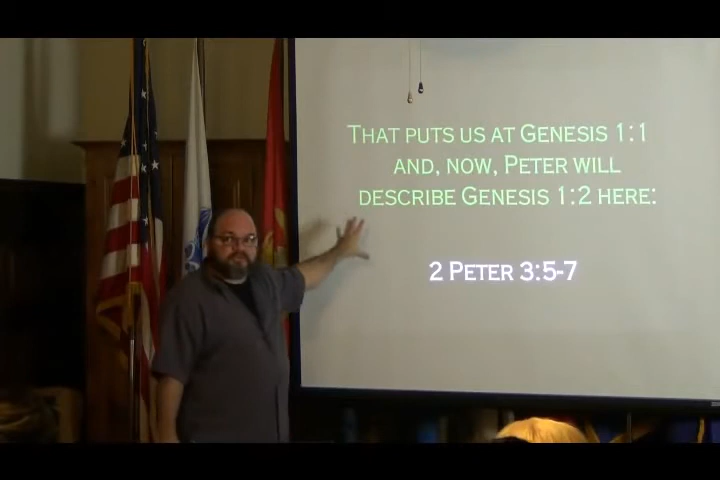 That puts us at Genesis 1:1
and, now, Peter will
describe Genesis 1:2 here:
2 Peter 3:5-7